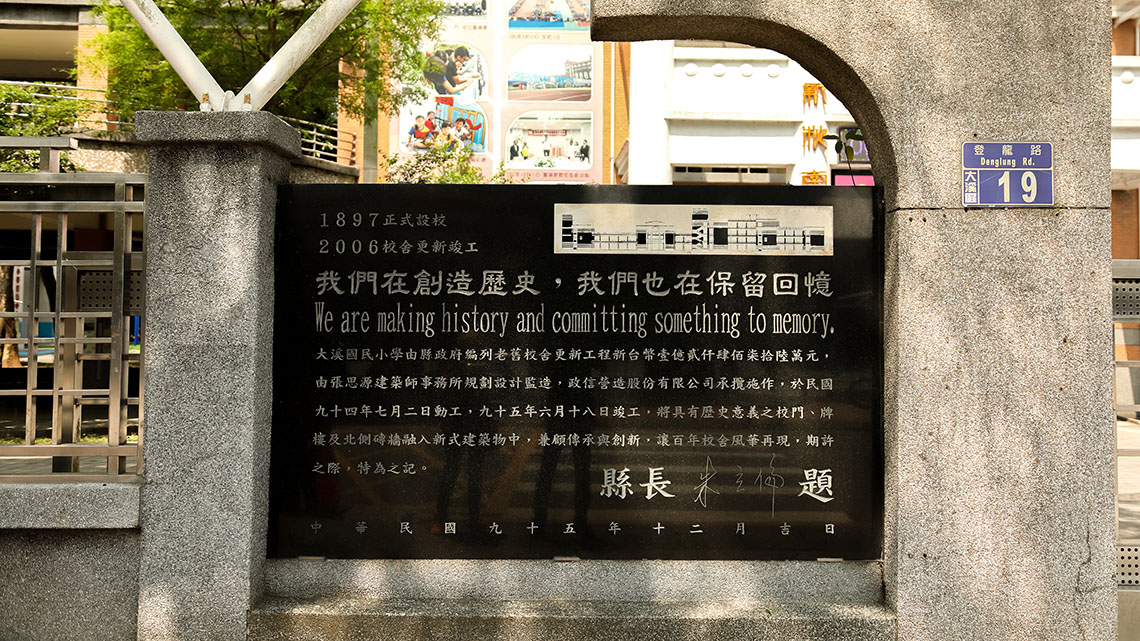 1897正式設校
2006校舍更新竣工
我們在創造歷史，我們也在保留回憶
We are making history and committing something to memory.
大溪國民小學由縣政府編列老舊校舍更新工程新台幣壹億貳仟肆佰柒拾陸萬元，
由張思源建築師事務所規劃設計監造，政信營造股份有限公司承攬施作，於民國
九十四年七月二日動工，九十五年六月十八日竣工，將具有歷史意義之校門、牌
樓及北側磚牆融入新式建築物中，兼顧傳承與創新，讓百年校舍風華再現，期許
之際，特為之記。
縣長 朱立倫 題
中華民國九十五年十二月吉日
登龍路
Denglung Rd.
大溪區
19